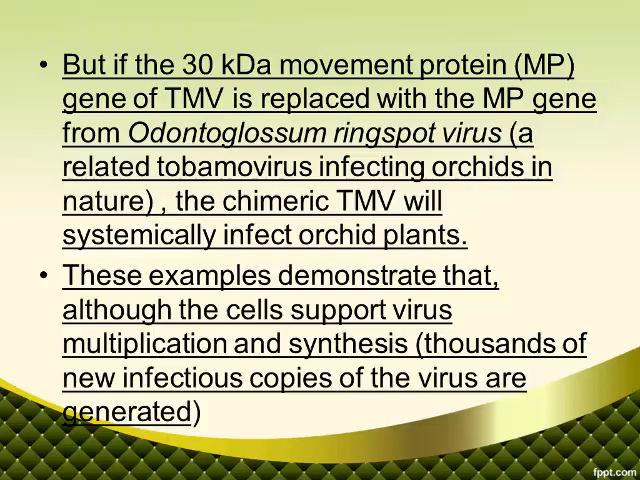 • But if the 30 kDa movement protein (MP)
gene of TMV is replaced with the MP gene
from Odontoglossum ringspot virus (a
related tobamovirus infecting orchids in
nature) , the chimeric TMV will
systemically infect orchid plants.
• These examples demonstrate that,
although the cells support virus
multiplication and synthesis (thousands of
new infectious copies of the virus are
generated)
fppt.com